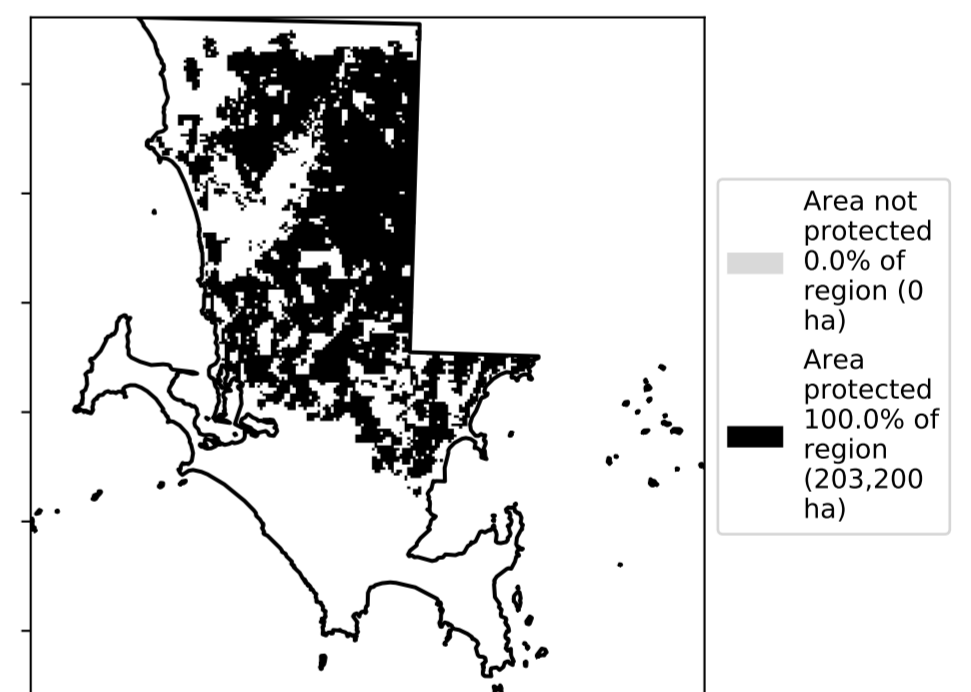 Area not
protected
0.0% of
region (0
ha)
Area
protected
100.0% of
region
(203,200
ha)